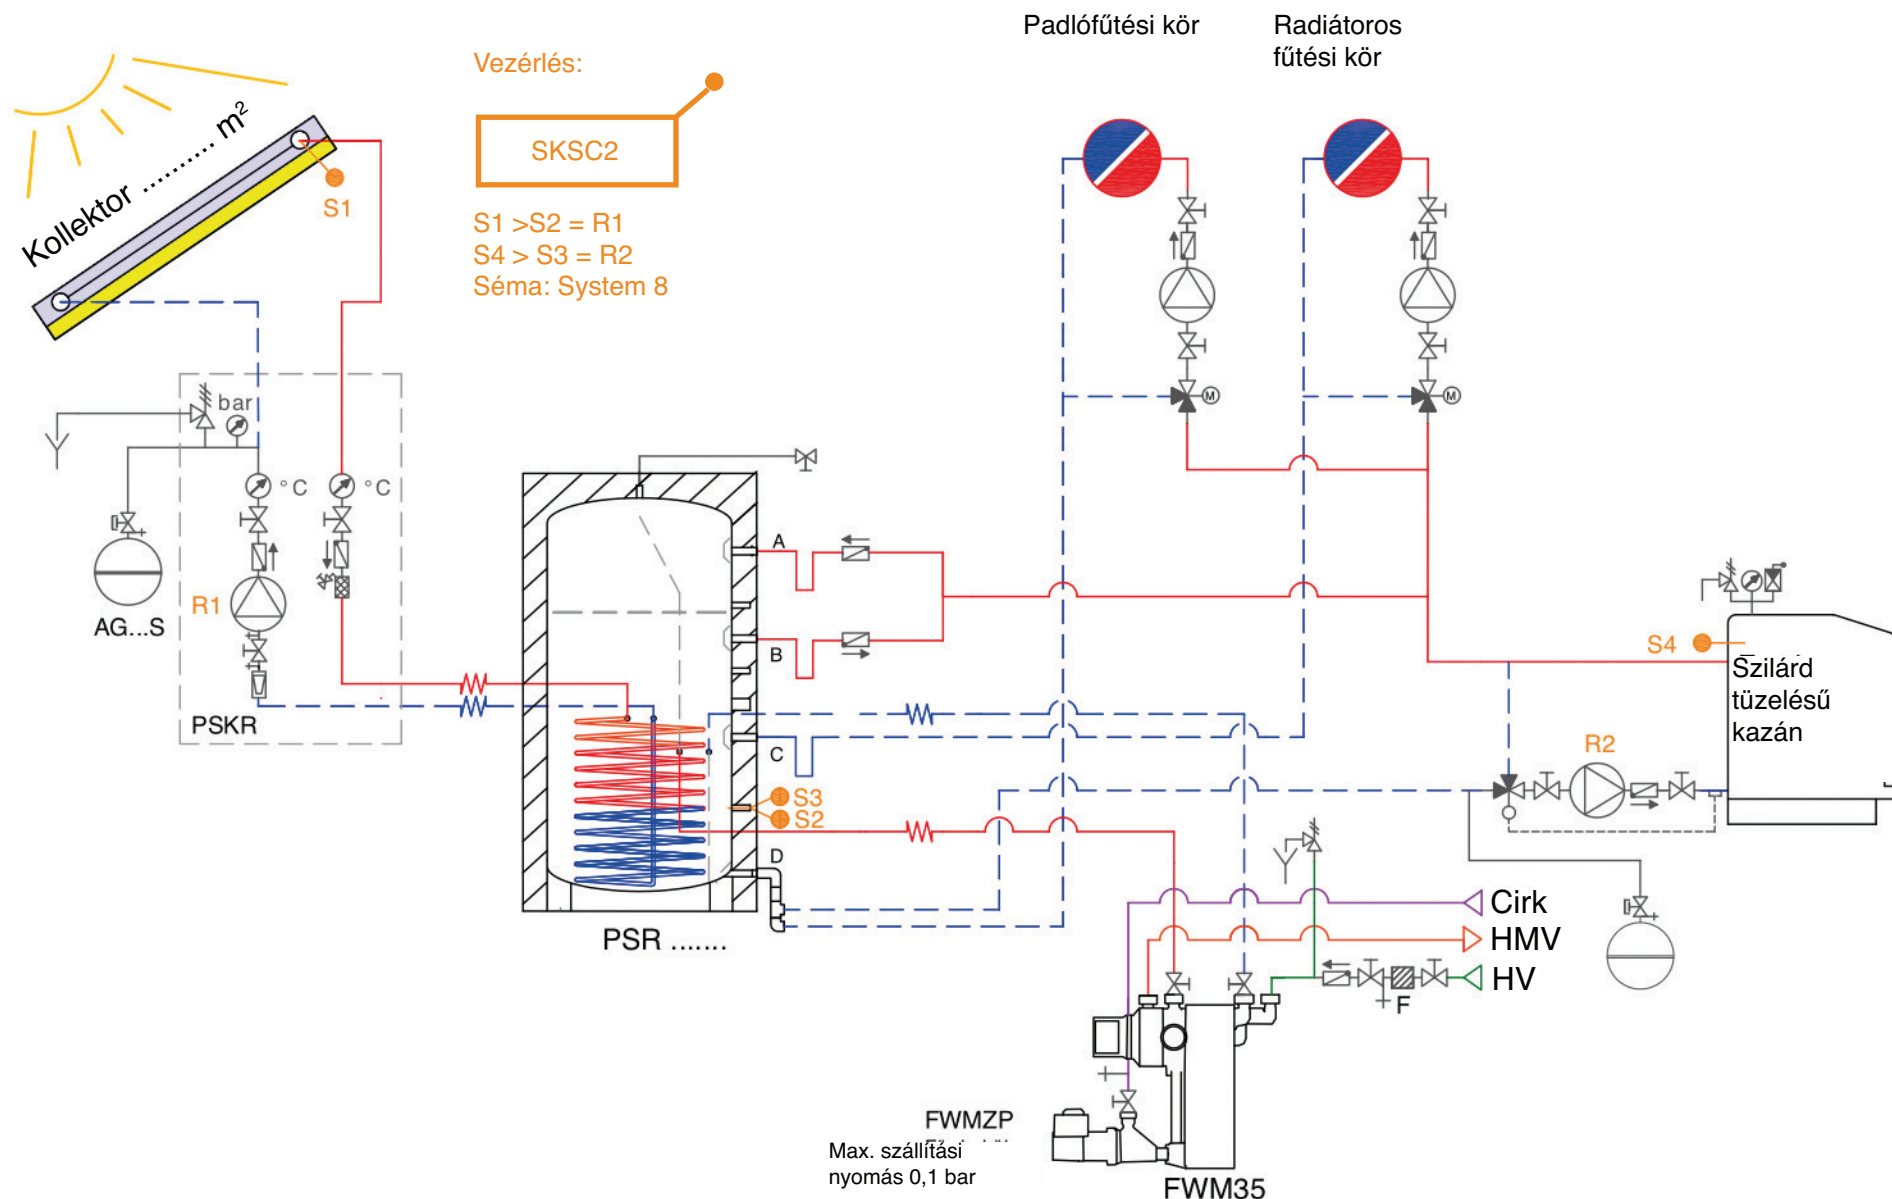 Padlófűtési kör
Radiátoros
fűtési kör
Vezérlés:
SKSC2
S1 >S2 = R1
S4 > S3 = R2
Séma: System 8
Kollektor .......... m²
S1
bar
°C
°C
R1
AG...S
PSKR
A
B
C
D
S3
S2
PSR .......
M
M
S4
Szilárd
tüzelésű
kazán
R2
Cirk
HMV
HV
F
FWMZP
Max. szállítási
nyomás 0,1 bar
FWM35